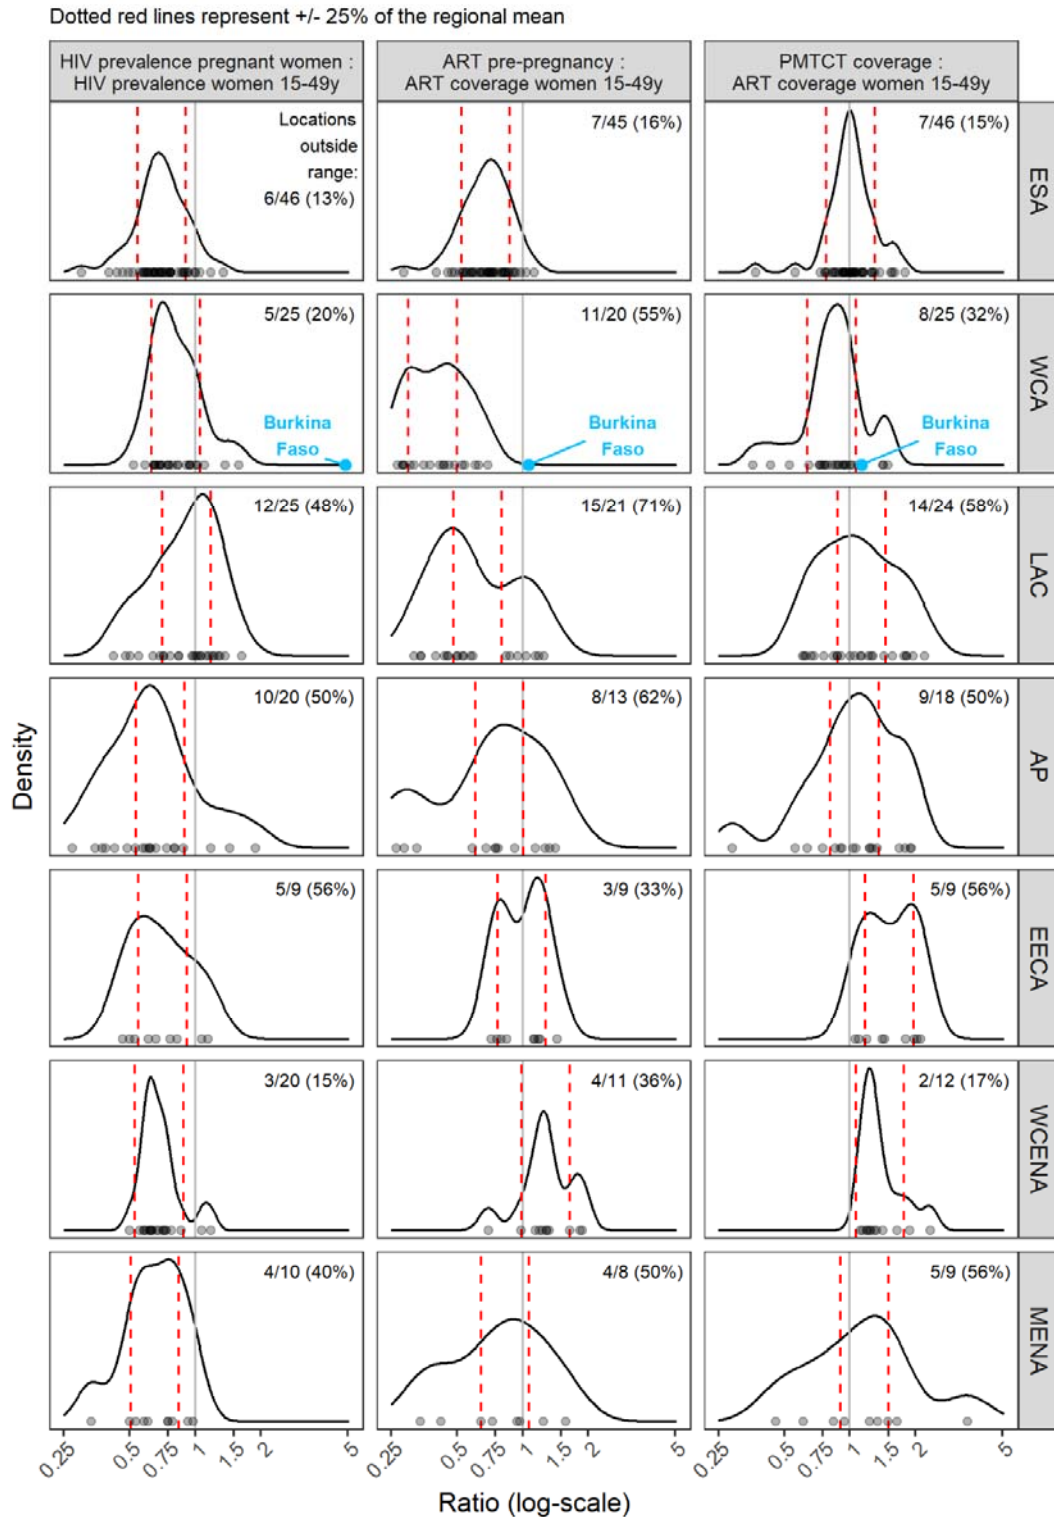 Dotted red lines represent +/- 25% of the regional mean
HIV prevalence pregnant women :
HIV prevalence women 15-49y
ART pre-pregnancy :
ART coverage women 15-49y
PMTCT coverage :
ART coverage women 15-49y
Locations
outside
range:
6/46 (13%)
7/45 (16%)
7/46 (15%)
ESA
5/25 (20%)
Burkina
Faso
11/20 (55%)
Burkina
Faso
8/25 (32%)
Burkina
Faso
WCA
12/25 (48%)
15/21 (71%)
14/24 (58%)
LAC
10/20 (50%)
8/13 (62%)
9/18 (50%)
AP
5/9 (56%)
3/9 (33%)
5/9 (56%)
EECA
3/20 (15%)
4/11 (36%)
2/12 (17%)
WCENA
4/10 (40%)
4/8 (50%)
5/9 (56%)
MENA
Density
0.25 0.5 0.75 1 1.5 2 5
0.25 0.5 0.75 1 1.5 2 5
0.25 0.5 0.75 1 1.5 2 5
Ratio (log-scale)